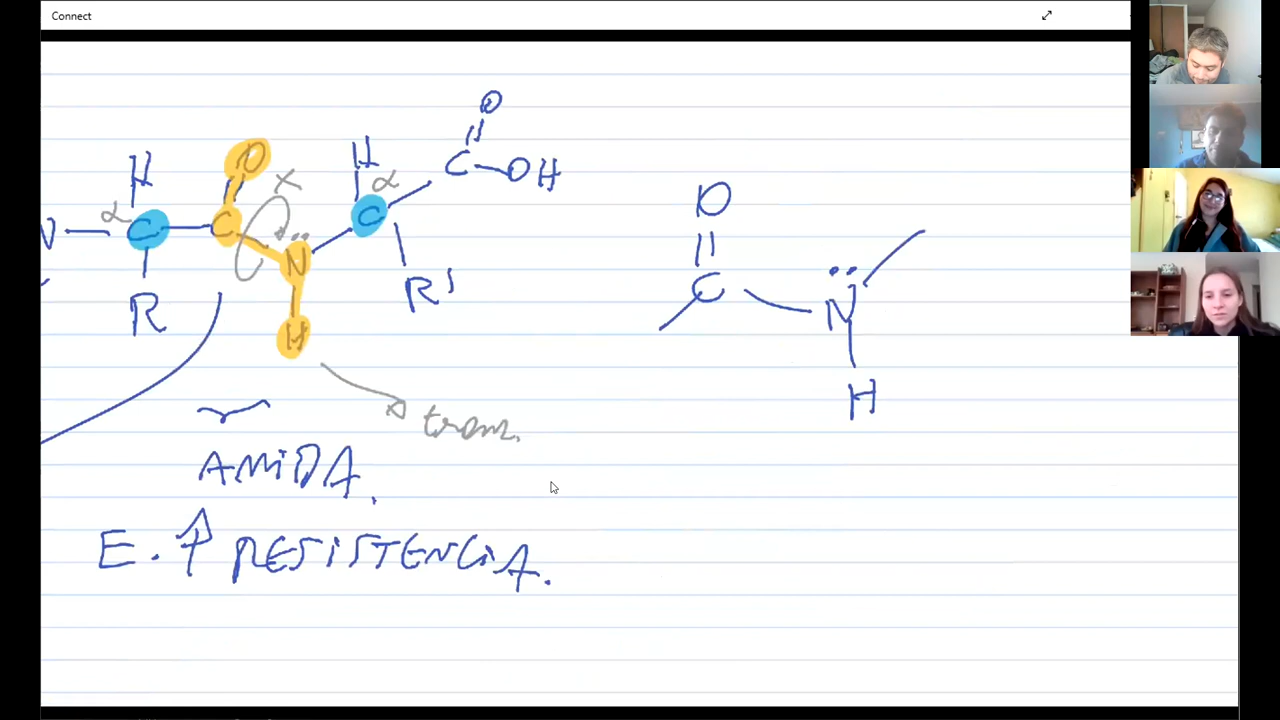 Connect
O
H O H C OH
α C C N α C
R H R'
O
C N
H
trans.
AMIDA.
E. ↑ RESISTENCIA.